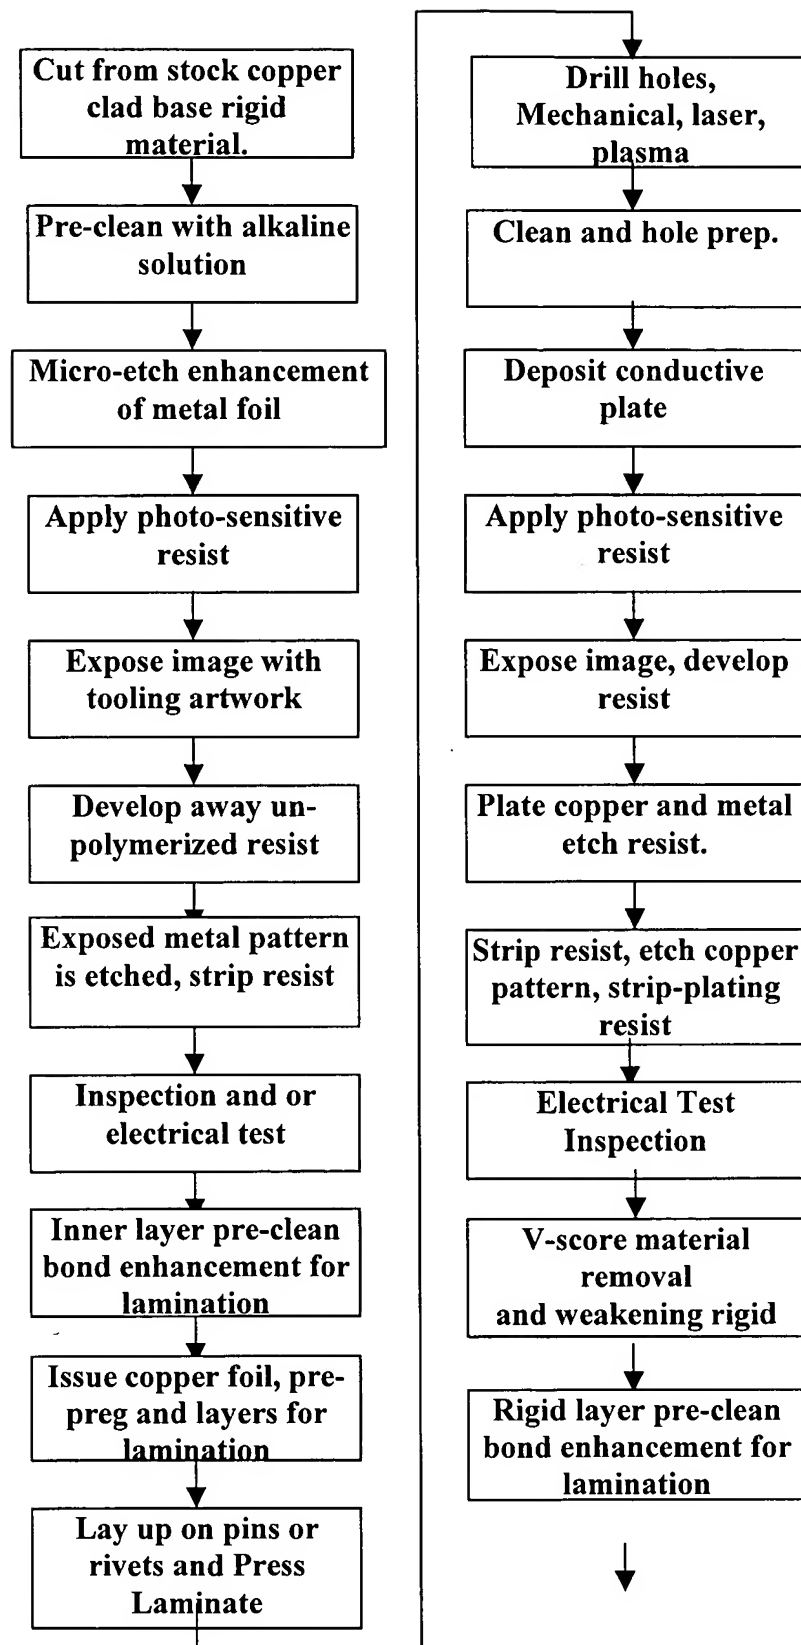 Cut from stock copper
clad base rigid
material.
Pre-clean with alkaline
solution
Micro-etch enhancement
of metal foil
Apply photo-sensitive
resist
Expose image with
tooling artwork
Develop away un-
polymerized resist
Exposed metal pattern
is etched, strip resist
Inspection and or
electrical test
Inner layer pre-clean
bond enhancement for
lamination
Issue copper foil, pre-
preg and layers for
lamination
Lay up on pins or
rivets and Press
Laminate
Drill holes,
Mechanical, laser,
plasma
Clean and hole prep.
Deposit conductive
plate
Apply photo-sensitive
resist
Expose image, develop
resist
Plate copper and metal
etch resist.
Strip resist, etch copper
pattern, strip-plating
resist
Electrical Test
Inspection
V-score material
removal
and weakening rigid
Rigid layer pre-clean
bond enhancement for
lamination